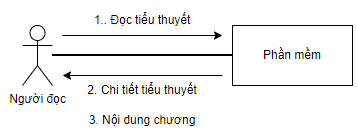 1.. Đọc tiểu thuyết
Phần mềm
Người đọc
2. Chi tiết tiểu thuyết
3. Nội dung chương